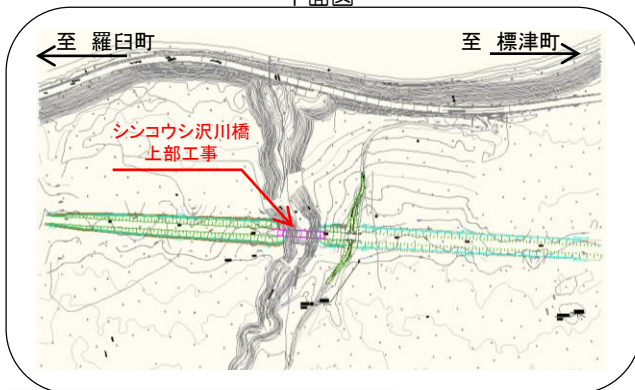 平面図
至 羅臼町
至 標津町
シンコウシ沢川橋
上部工事